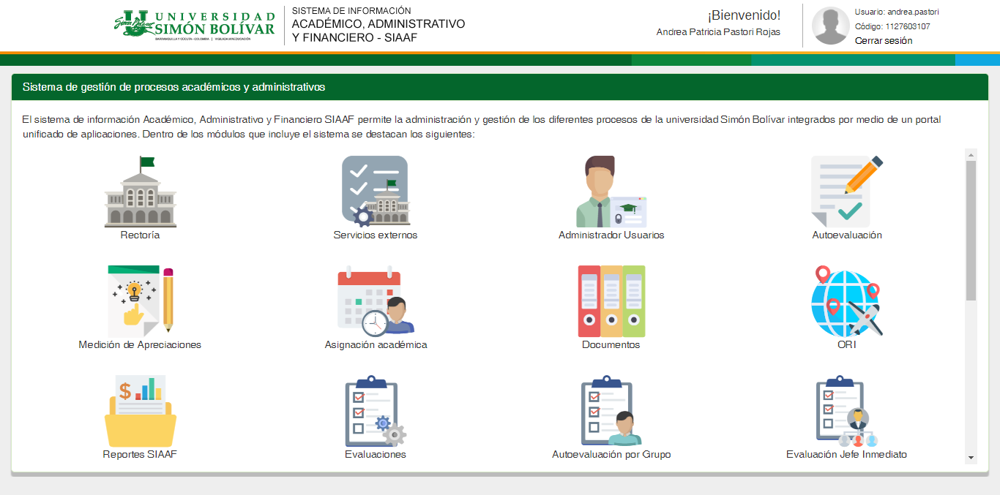 UNIVERSIDAD
SIMÓN BOLÍVAR
BARRANQUILLA Y CÚCUTA - COLOMBIA | VIGILADA MINEDUCACIÓN
SISTEMA DE INFORMACIÓN
ACADÉMICO, ADMINISTRATIVO
Y FINANCIERO - SIAAF
¡Bienvenido!
Andrea Patricia Pastori Rojas
Usuario: andrea.pastori
Código: 1127603107
Cerrar sesión
Sistema de gestión de procesos académicos y administrativos
El sistema de información Académico, Administrativo y Financiero SIAAF permite la administración y gestión de los diferentes procesos de la universidad Simón Bolívar integrados por medio de un portal
unificado de aplicaciones. Dentro de los módulos que incluye el sistema se destacan los siguientes:
Rectoría
Servicios externos
Administrador Usuarios
Autoevaluación
Medición de Apreciaciones
Asignación académica
Documentos
ORI
Reportes SIAAF
Evaluaciones
Autoevaluación por Grupo
Evaluación Jefe Inmediato